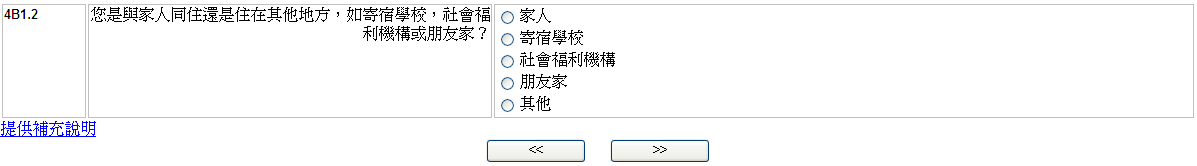 4B1.2
您是與家人同住還是住在其他地方，如寄宿學校，社會福
利機構或朋友家？
家人
寄宿學校
社會福利機構
朋友家
其他
提供補充說明
<< >>